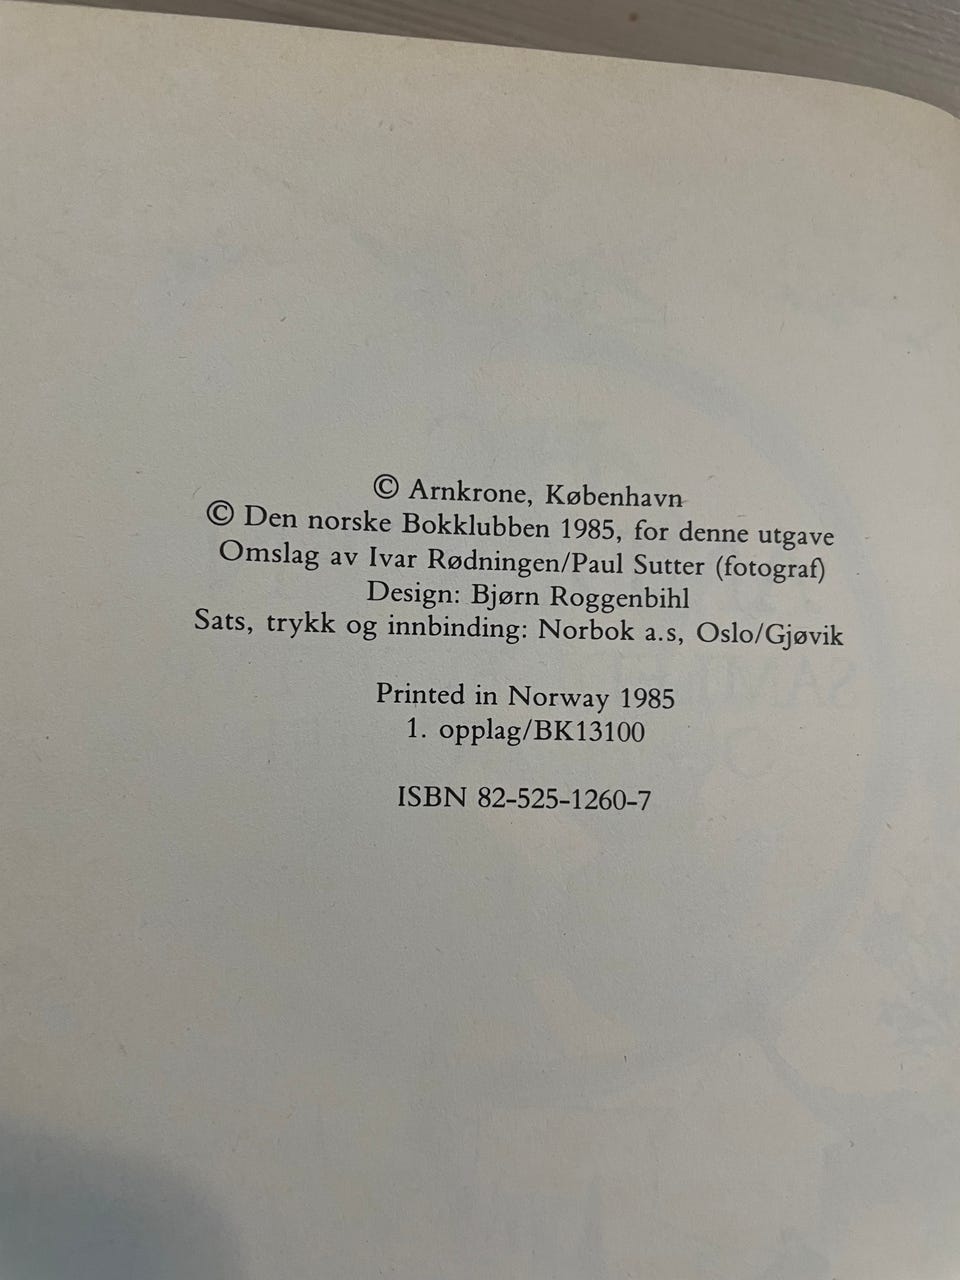 © Arnkrone, København
© Den norske Bokklubben 1985, for denne utgave
Omslag av Ivar Rødningen/Paul Sutter (fotograf)
Design: Bjørn Roggenbihl
Sats, trykk og innbinding: Norbok a.s, Oslo/Gjøvik
Printed in Norway 1985
1. opplag/BK13100
ISBN 82-525-1260-7